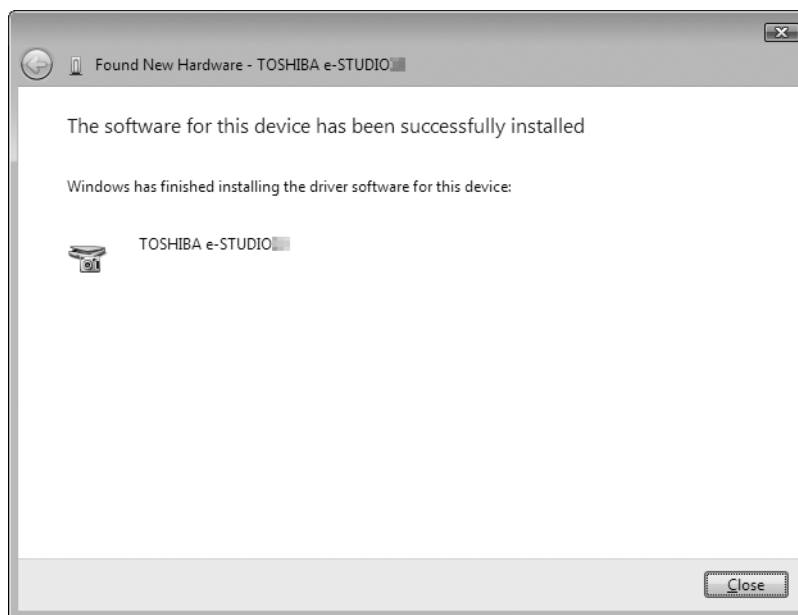 Found New Hardware - TOSHIBA e-STUDIO
The software for this device has been successfully installed
Windows has finished installing the driver software for this device:
TOSHIBA e-STUDIO
Close